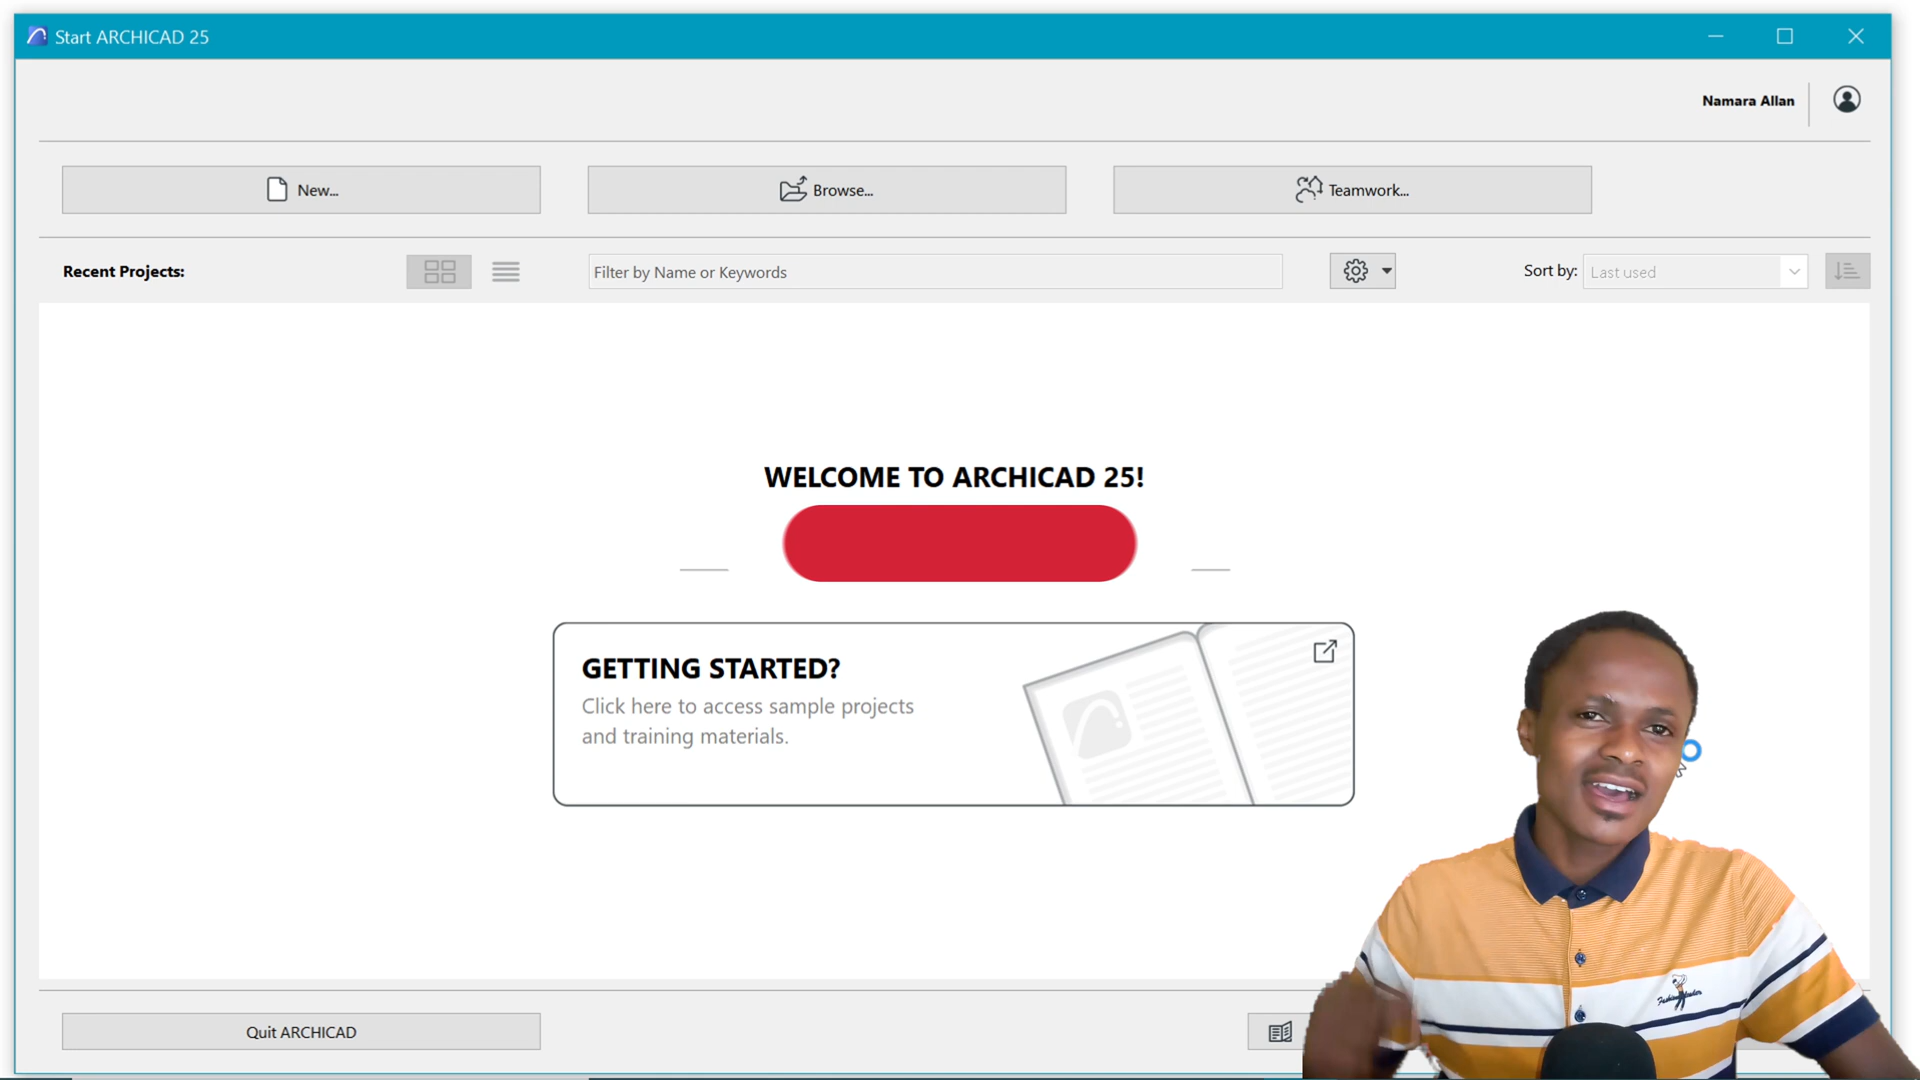 Start ARCHICAD 25
Namara Allan
New...
Browse...
Teamwork...
Recent Projects:
Filter by Name or Keywords
Sort by:
Last used
WELCOME TO ARCHICAD 25!
GETTING STARTED?
Click here to access sample projects
and training materials.
Quit ARCHICAD